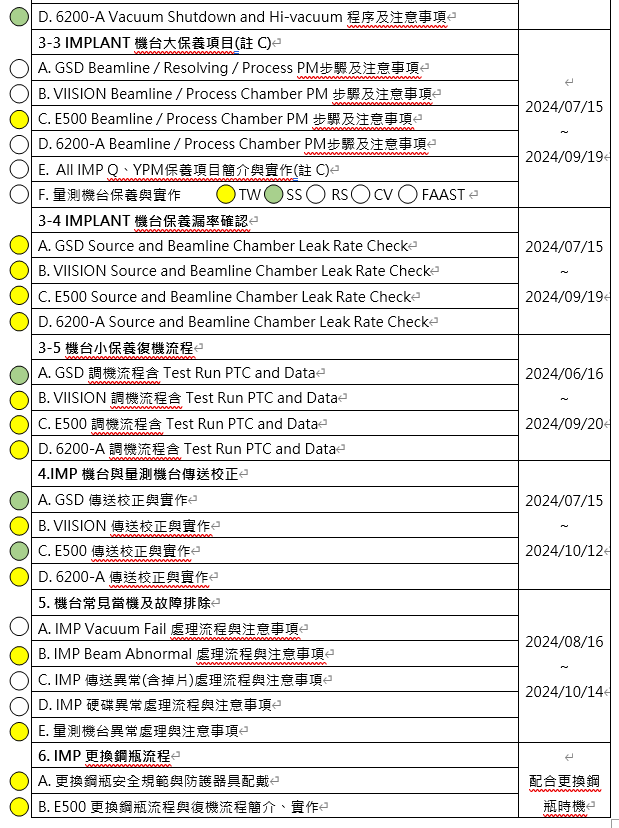 D. 6200-A Vacuum Shutdown and Hi-vacuum 程序及注意事項
3-3 IMPLANT 機台大保養項目(註 C)
A. GSD Beamline / Resolving / Process PM步驟及注意事項
B. VIISION Beamline / Process Chamber PM 步驟及注意事項
C. E500 Beamline / Process Chamber PM 步驟及注意事項
D. 6200-A Beamline / Process Chamber PM步驟及注意事項
E. All IMP Q、YPM保養項目簡介與實作(註 C)
F. 量測機台保養與實作 TW SS RS CV FAAST
2024/07/15
~
2024/09/19
3-4 IMPLANT 機台保養漏率確認
A. GSD Source and Beamline Chamber Leak Rate Check
B. VIISION Source and Beamline Chamber Leak Rate Check
C. E500 Source and Beamline Chamber Leak Rate Check
D. 6200-A Source and Beamline Chamber Leak Rate Check
2024/07/15
~
2024/09/19
3-5 機台小保養復機流程
A. GSD 調機流程含 Test Run PTC and Data
B. VIISION 調機流程含 Test Run PTC and Data
C. E500 調機流程含 Test Run PTC and Data
D. 6200-A 調機流程含 Test Run PTC and Data
2024/06/16
~
2024/09/20
4.IMP 機台與量測機台傳送校正
A. GSD 傳送校正與實作
B. VIISION 傳送校正與實作
C. E500 傳送校正與實作
D. 6200-A 傳送校正與實作
2024/07/15
~
2024/10/12
5. 機台常見當機及故障排除
A. IMP Vacuum Fail 處理流程與注意事項
B. IMP Beam Abnormal 處理流程與注意事項
C. IMP 傳送異常(含掉片)處理流程與注意事項
D. IMP 硬碟異常處理流程與注意事項
E. 量測機台異常處理與注意事項
2024/08/16
~
2024/10/14
6. IMP 更換鋼瓶流程
A. 更換鋼瓶安全規範與防護器具配戴
B. E500 更換鋼瓶流程與復機流程簡介、實作
配合更換鋼
瓶時機